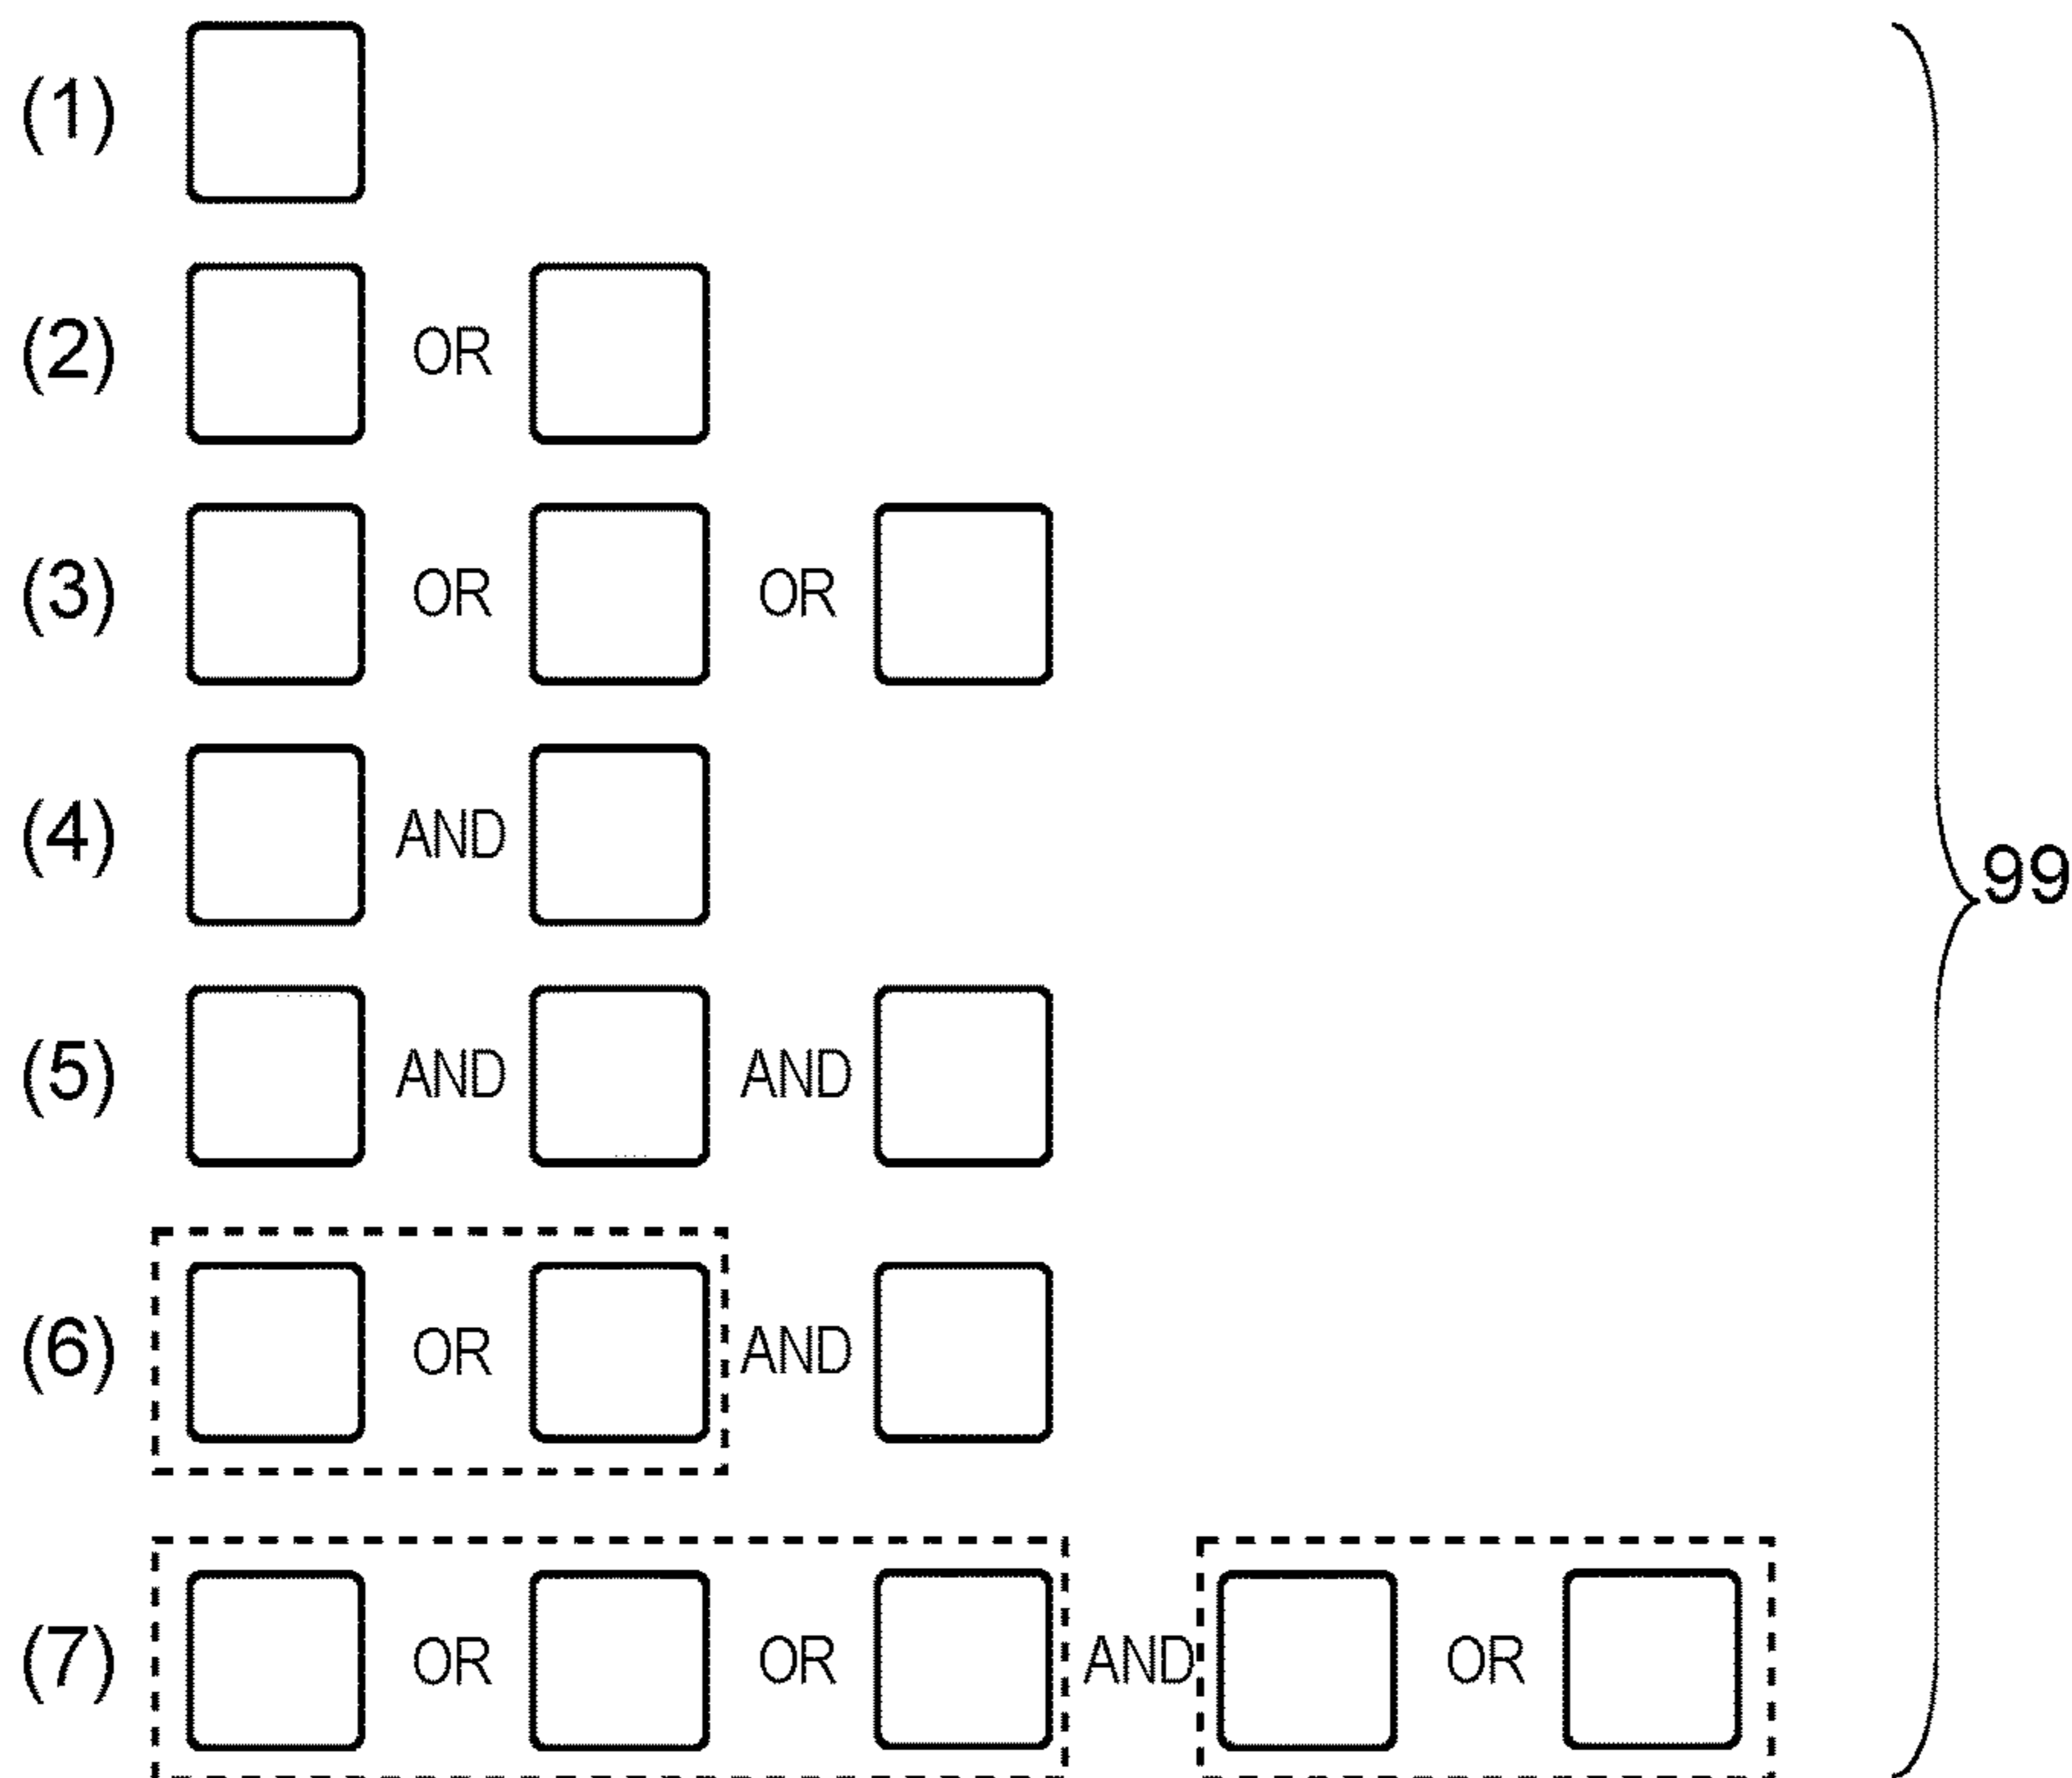 (1)
(2) OR
(3) OR OR
(4) AND
(5) AND AND
(6) OR AND
(7) OR OR AND OR
99